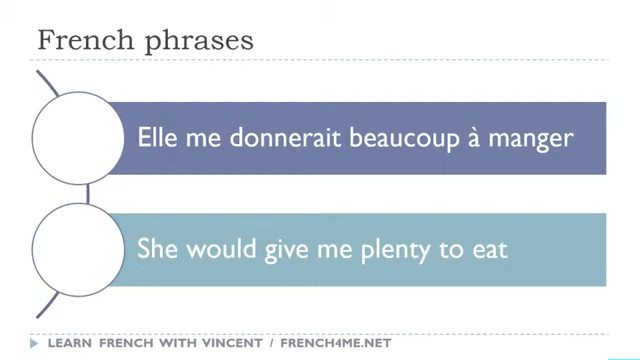 French phrases
Elle me donnerait beaucoup à manger
She would give me plenty to eat
LEARN FRENCH WITH VINCENT / FRENCH4ME.NET